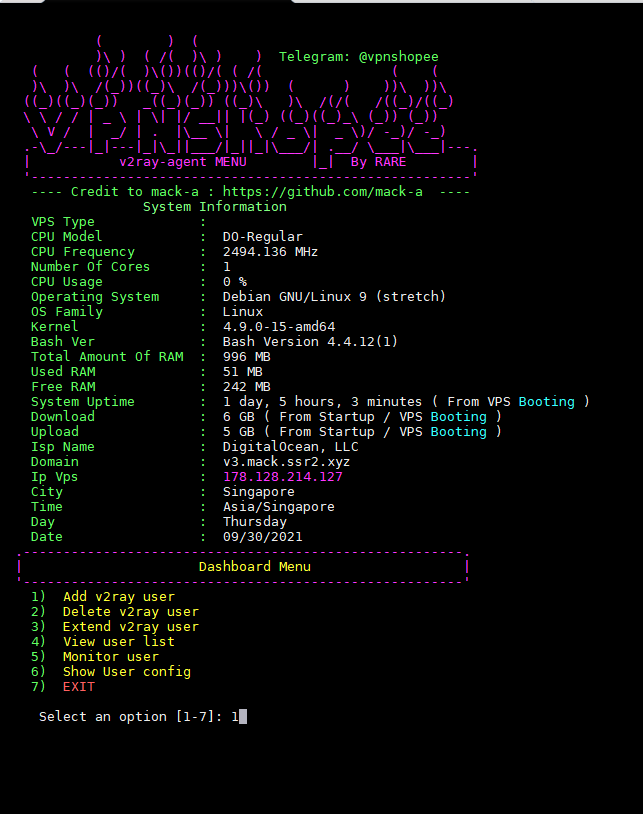 Telegram: @vpnshopee
v2ray-agent MENU By RARE
---- Credit to mack-a : https://github.com/mack-a ----
System Information
VPS Type :
CPU Model : DO-Regular
CPU Frequency : 2494.136 MHz
Number Of Cores : 1
CPU Usage : 0 %
Operating System : Debian GNU/Linux 9 (stretch)
OS Family : Linux
Kernel : 4.9.0-15-amd64
Bash Ver : Bash Version 4.4.12(1)
Total Amount Of RAM : 996 MB
Used RAM : 51 MB
Free RAM : 242 MB
System Uptime : 1 day, 5 hours, 3 minutes ( From VPS Booting )
Download : 6 GB ( From Startup / VPS Booting )
Upload : 5 GB ( From Startup / VPS Booting )
Isp Name : DigitalOcean, LLC
Domain : v3.mack.ssr2.xyz
Ip Vps : 178.128.214.127
City : Singapore
Time : Asia/Singapore
Day : Thursday
Date : 09/30/2021
Dashboard Menu
1) Add v2ray user
2) Delete v2ray user
3) Extend v2ray user
4) View user list
5) Monitor user
6) Show User config
7) EXIT
Select an option [1-7]: 1